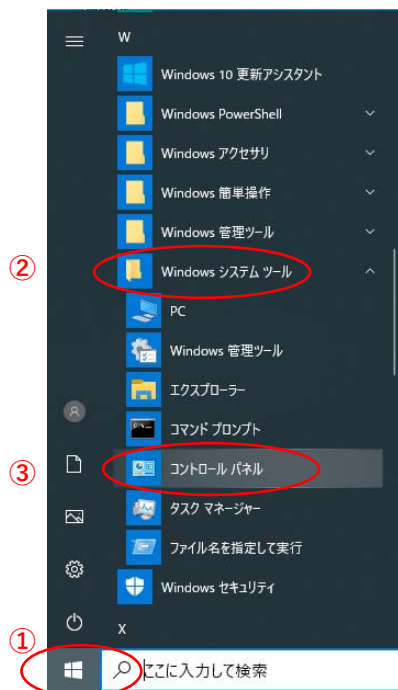 W
Windows 10 更新アシスタント
Windows PowerShell
Windows アクセサリ
Windows 簡単操作
Windows 管理ツール
② Windows システム ツール
PC
Windows 管理ツール
エクスプローラー
コマンド プロンプト
③ コントロール パネル
タスク マネージャー
ファイル名を指定して実行
Windows セキュリティ
X
① ここに入力して検索